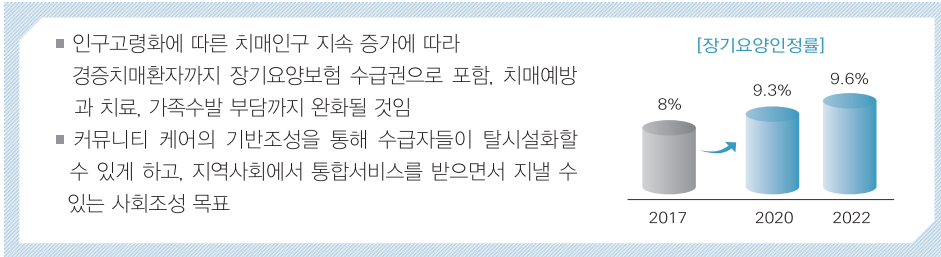 ■ 인구고령화에 따른 치매인구 지속 증가에 따라
경증치매환자까지 장기요양보험 수급권으로 포함, 치매예방
과 치료, 가족수발 부담까지 완화될 것임
■ 커뮤니티 케어의 기반조성을 통해 수급자들이 탈시설화할
수 있게 하고, 지역사회에서 통합서비스를 받으면서 지낼 수
있는 사회조성 목표
[장기요양인정률]
8%
9.3%
9.6%
2017
2020
2022